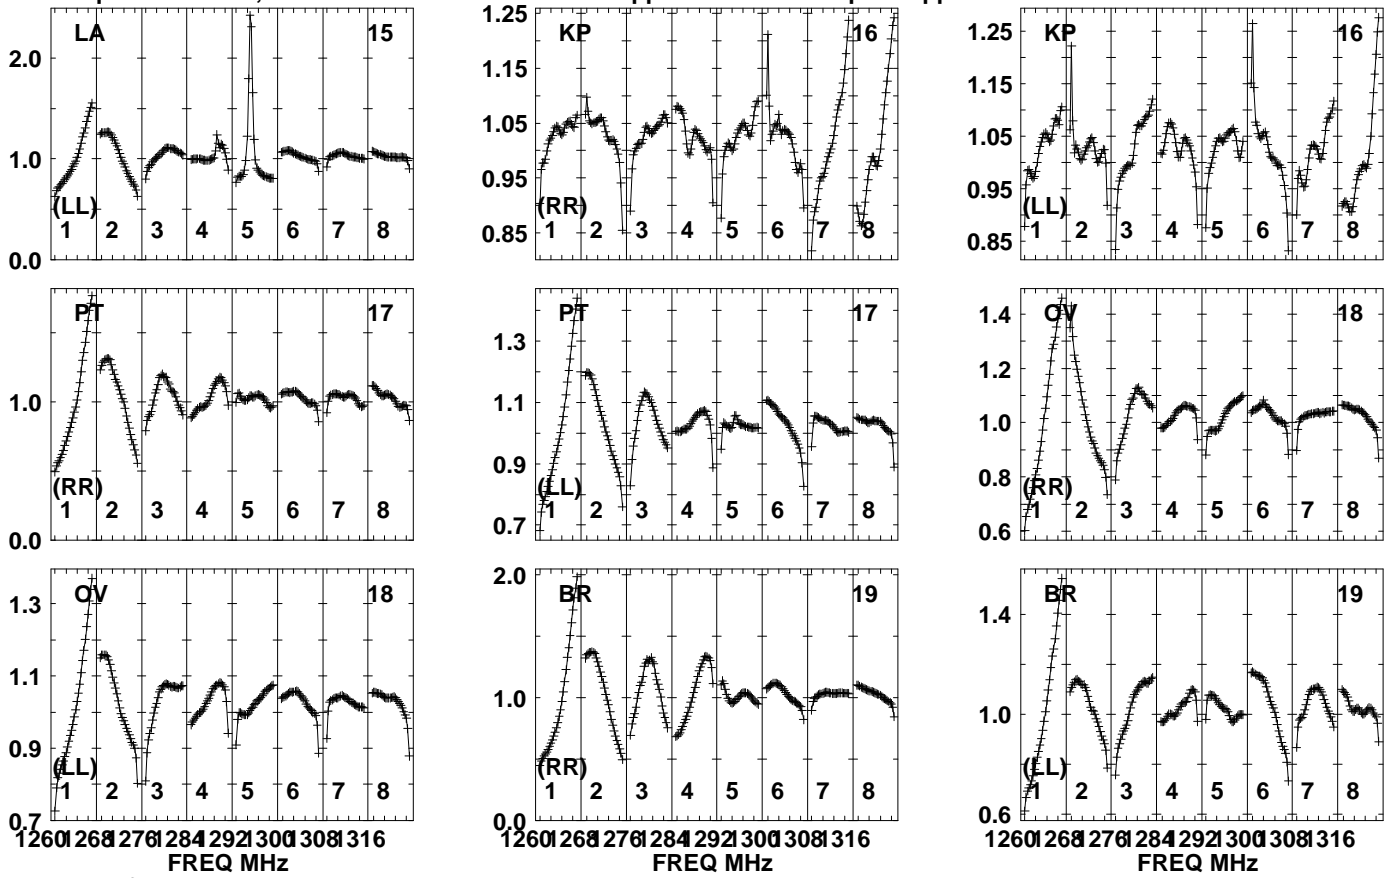 LA 15
2.0
1.0
0.0
(LL)
1 2 3 4 5 6 7 8
KP 16
1.25
1.15
1.05
0.95
0.85
(RR)
1 2 3 4 5 6 7 8
KP 16
1.25
1.15
1.05
0.95
0.85
(LL)
1 2 3 4 5 6 7 8
PT 17
1.0
0.0
(RR)
1 2 3 4 5 6 7 8
PT 17
1.3
1.1
0.9
0.7
(LL)
1 2 3 4 5 6 7 8
OV 18
1.4
1.2
1.0
0.8
0.6
(RR)
1 2 3 4 5 6 7 8
OV 18
1.3
1.1
0.9
0.7
(LL)
1 2 3 4 5 6 7 8
1260 1268 1276 1284 1292 1300 1308 1316
FREQ MHz
BR 19
2.0
1.0
0.0
(RR)
1 2 3 4 5 6 7 8
1260 1268 1276 1284 1292 1300 1308 1316
FREQ MHz
BR 19
1.4
1.0
0.6
(LL)
1 2 3 4 5 6 7 8
1260 1268 1276 1284 1292 1300 1308 1316
FREQ MHz